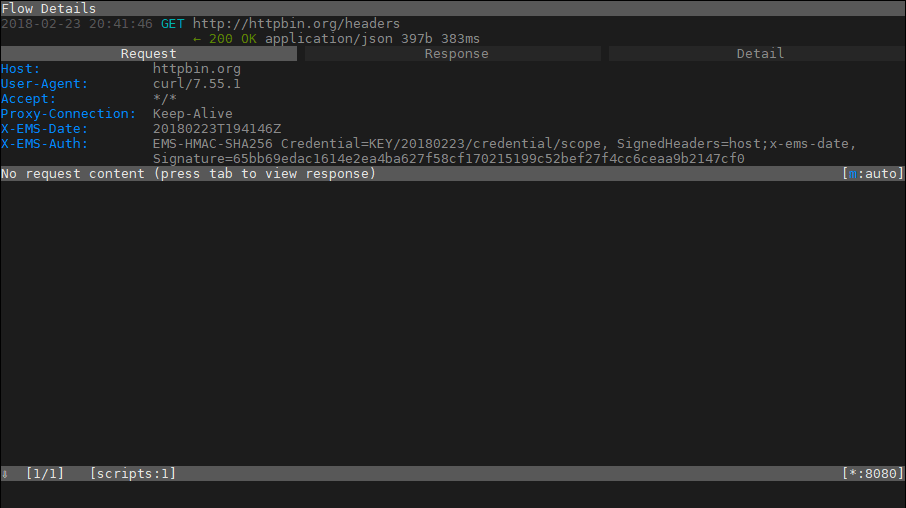 Flow Details
2018-02-23 20:41:46 GET http://httpbin.org/headers
← 200 OK application/json 397b 383ms
Request Response Detail
Host: httpbin.org
User-Agent: curl/7.55.1
Accept: */*
Proxy-Connection: Keep-Alive
X-EMS-Date: 20180223T194146Z
X-EMS-Auth: EMS-HMAC-SHA256 Credential=KEY/20180223/credential/scope, SignedHeaders=host;x-ems-date,
Signature=65bb69edac1614e2ea4ba627f58cf170215199c52bef27f4cc6ceaa9b2147cf0
No request content (press tab to view response) [m:auto]
⇩ [1/1] [scripts:1] [*:8080]